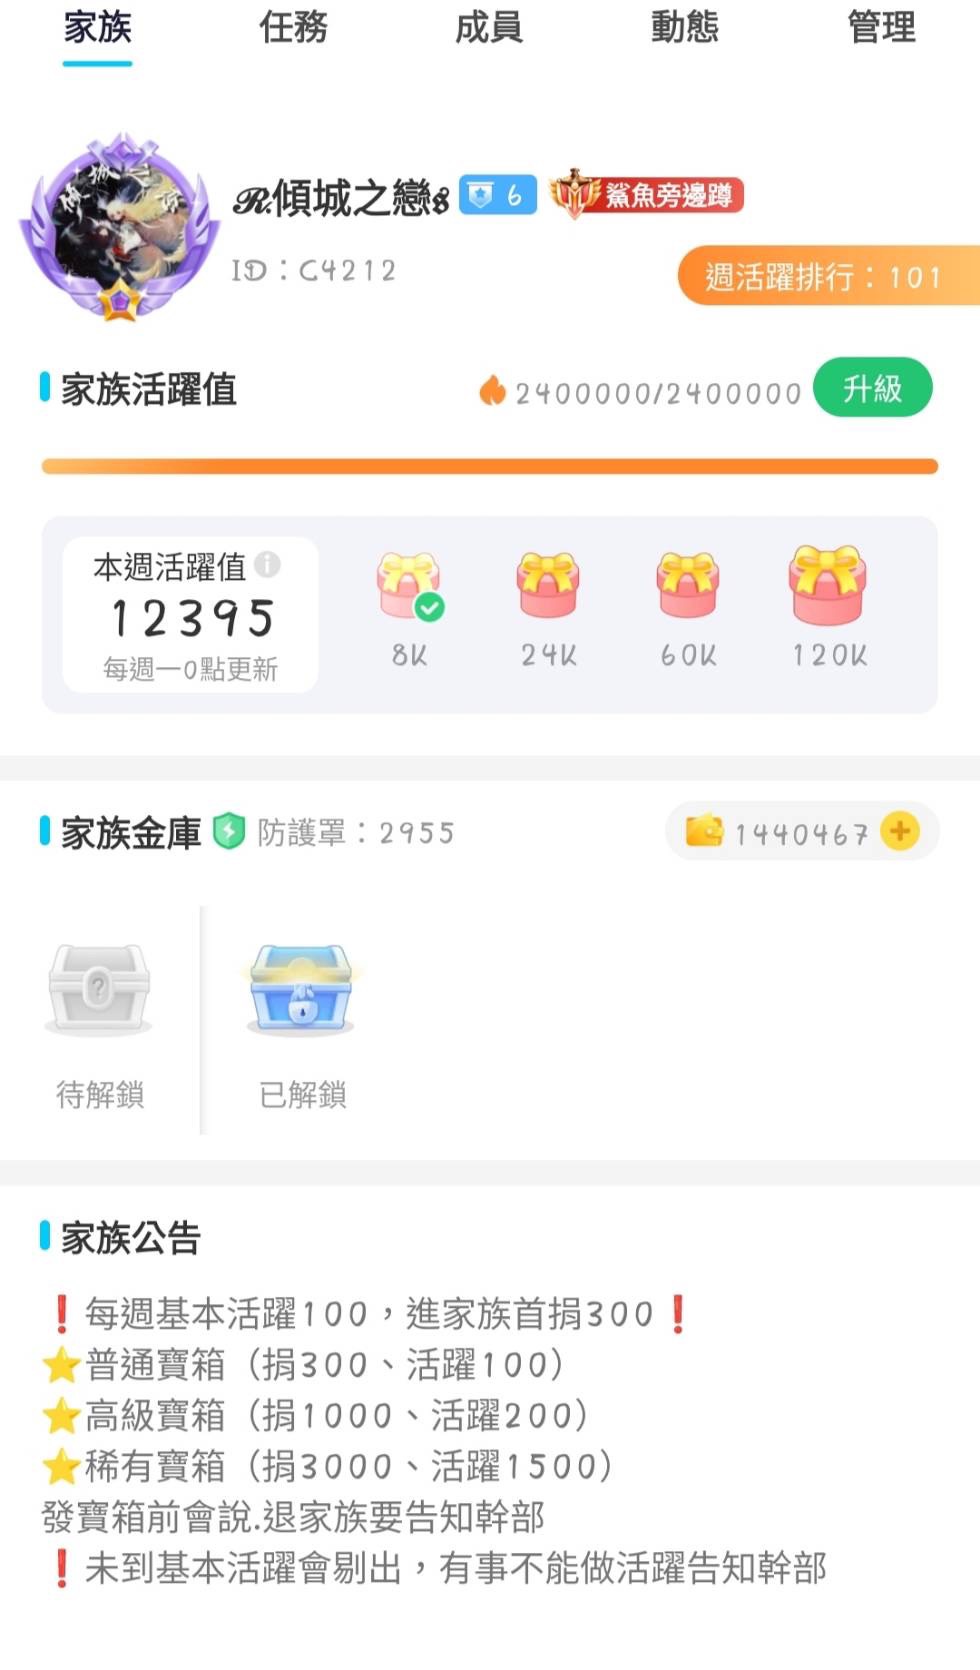 家族 任務 成員 動態 管理
ℛ傾城之戀8 6 鯊魚旁邊蹲
ID：C4212
週活躍排行：101
家族活躍值 2400000/2400000 升級
本週活躍值
12395
每週一0點更新
8K 24K 60K 120K
家族金庫 防護罩：2955 1440467
待解鎖 已解鎖
家族公告
❗每週基本活躍100，進家族首捐300❗
⭐普通寶箱（捐300、活躍100）
⭐高級寶箱（捐1000、活躍200）
⭐稀有寶箱（捐3000、活躍1500）
發寶箱前會說.退家族要告知幹部
❗未到基本活躍會剔出，有事不能做活躍告知幹部